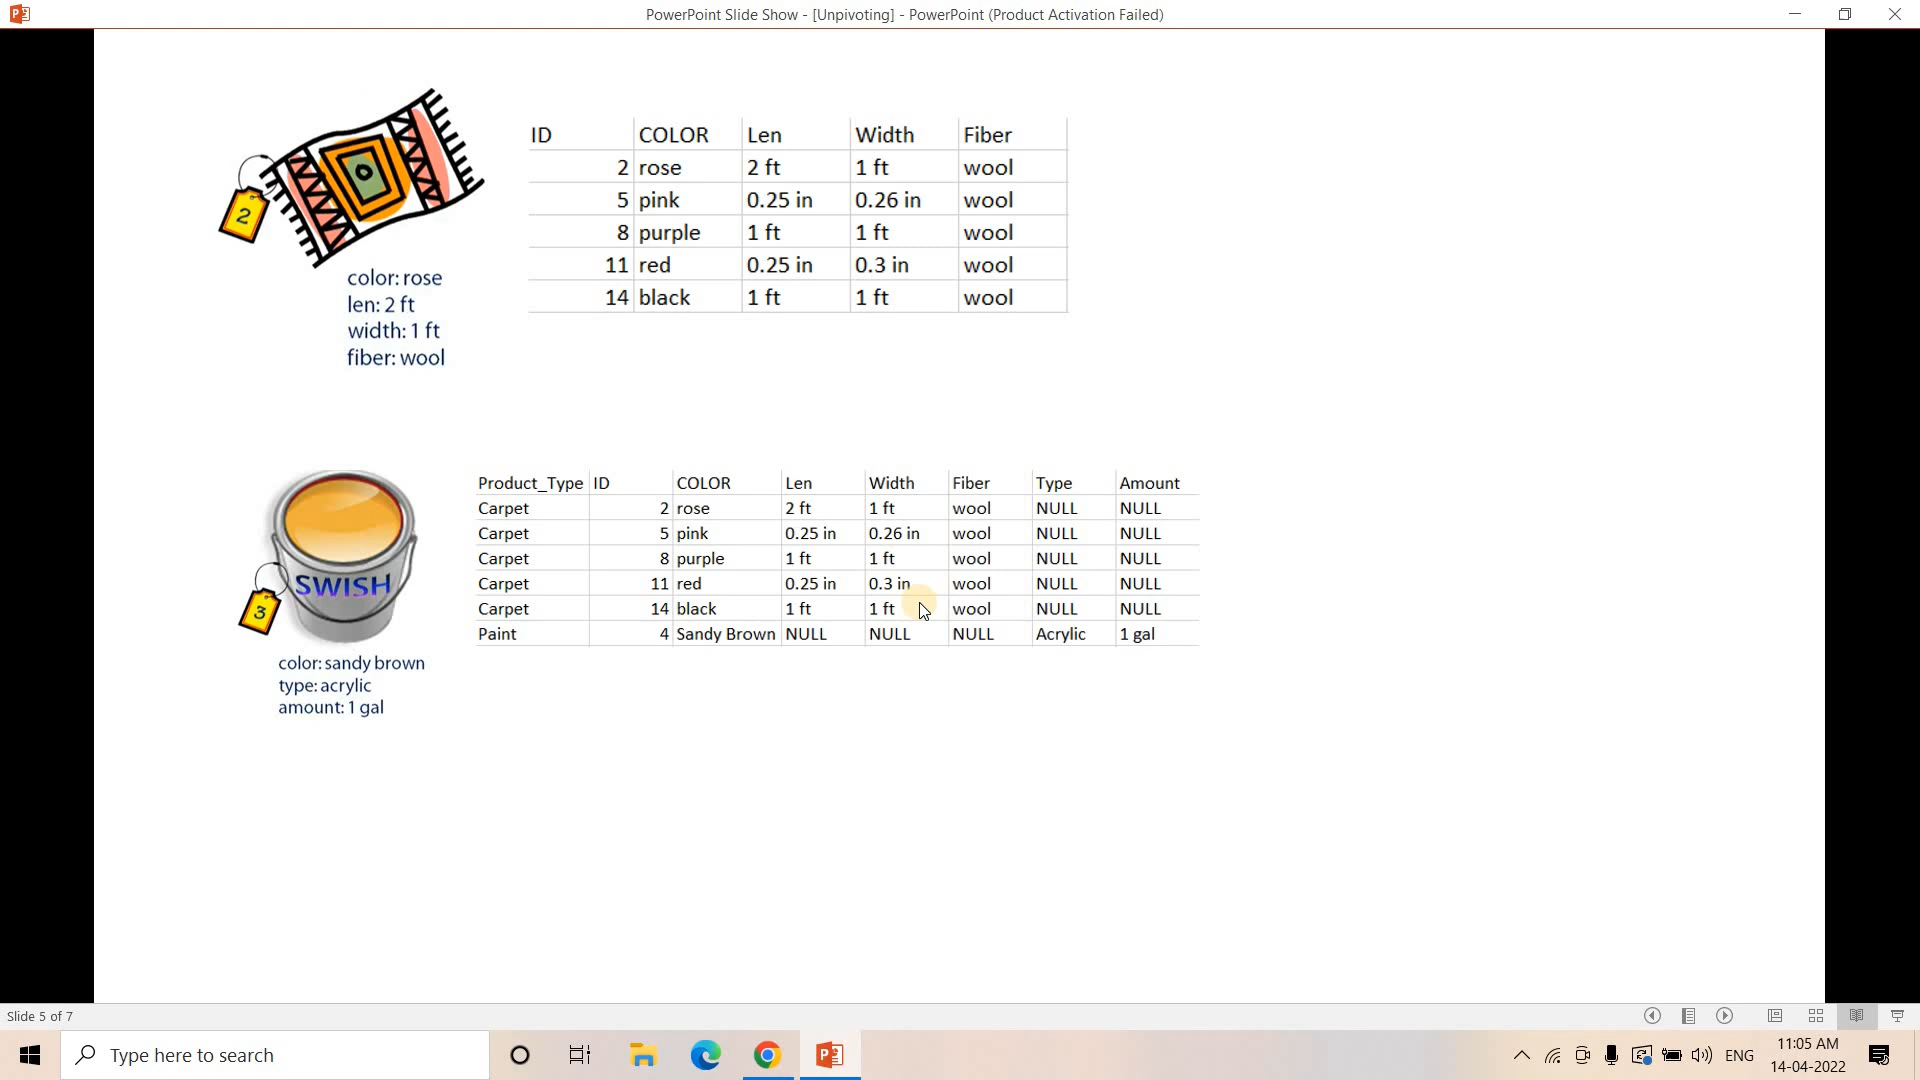 PowerPoint Slide Show - [Unpivoting] - PowerPoint (Product Activation Failed)
2
color: rose
len: 2 ft
width: 1 ft
fiber: wool
ID COLOR Len Width Fiber
2 rose 2 ft 1 ft wool
5 pink 0.25 in 0.26 in wool
8 purple 1 ft 1 ft wool
11 red 0.25 in 0.3 in wool
14 black 1 ft 1 ft wool
SWISH
3
color: sandy brown
type: acrylic
amount: 1 gal
Product_Type ID COLOR Len Width Fiber Type Amount
Carpet 2 rose 2 ft 1 ft wool NULL NULL
Carpet 5 pink 0.25 in 0.26 in wool NULL NULL
Carpet 8 purple 1 ft 1 ft wool NULL NULL
Carpet 11 red 0.25 in 0.3 in wool NULL NULL
Carpet 14 black 1 ft 1 ft wool NULL NULL
Paint 4 Sandy Brown NULL NULL NULL Acrylic 1 gal
Slide 5 of 7
Type here to search
ENG
11:05 AM
14-04-2022